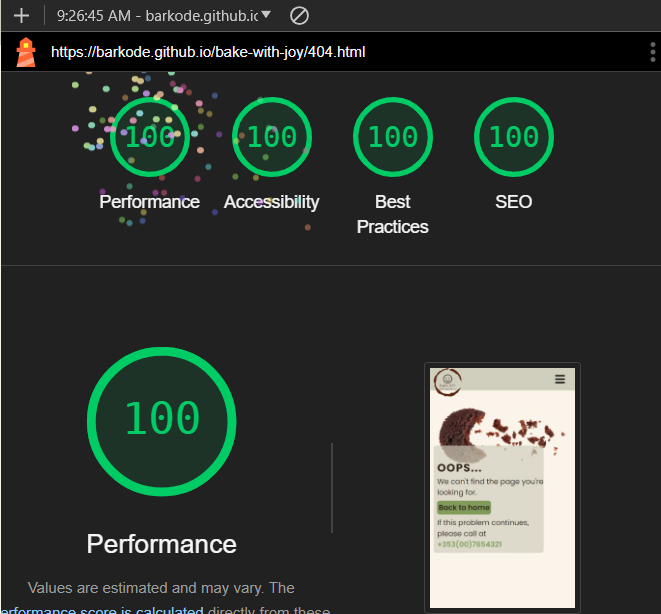 9:26:45 AM - barkode.github.ic
https://barkode.github.io/bake-with-joy/404.html
100 100 100 100
Performance Accessibility Best Practices SEO
100
Performance
OOPS...
We can't find the page you're
looking for.
Back to home
If this problem continues,
please call at
+353(00)7654321
Values are estimated and may vary. The
performance score is calculated directly from these